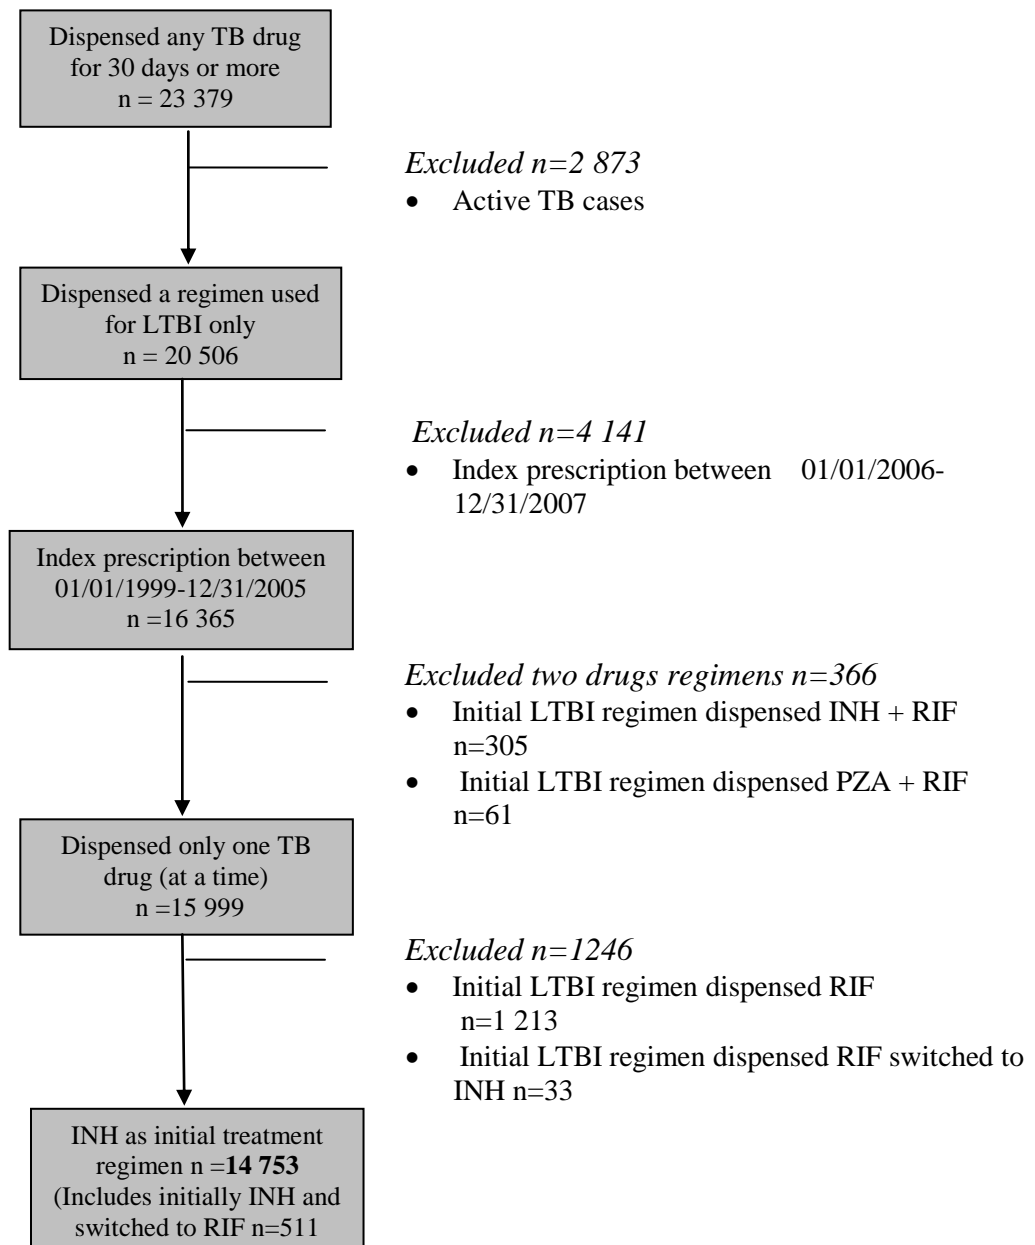 Dispensed any TB drug
for 30 days or more
n = 23 379
Excluded n=2 873
• Active TB cases
Dispensed a regimen used
for LTBI only
n = 20 506
Excluded n=4 141
• Index prescription between 01/01/2006-
12/31/2007
Index prescription between
01/01/1999-12/31/2005
n =16 365
Excluded two drugs regimens n=366
• Initial LTBI regimen dispensed INH + RIF
n=305
• Initial LTBI regimen dispensed PZA + RIF
n=61
Dispensed only one TB
drug (at a time)
n =15 999
Excluded n=1246
• Initial LTBI regimen dispensed RIF
n=1 213
• Initial LTBI regimen dispensed RIF switched to
INH n=33
INH as initial treatment
regimen n =14 753
(Includes initially INH and
switched to RIF n=511